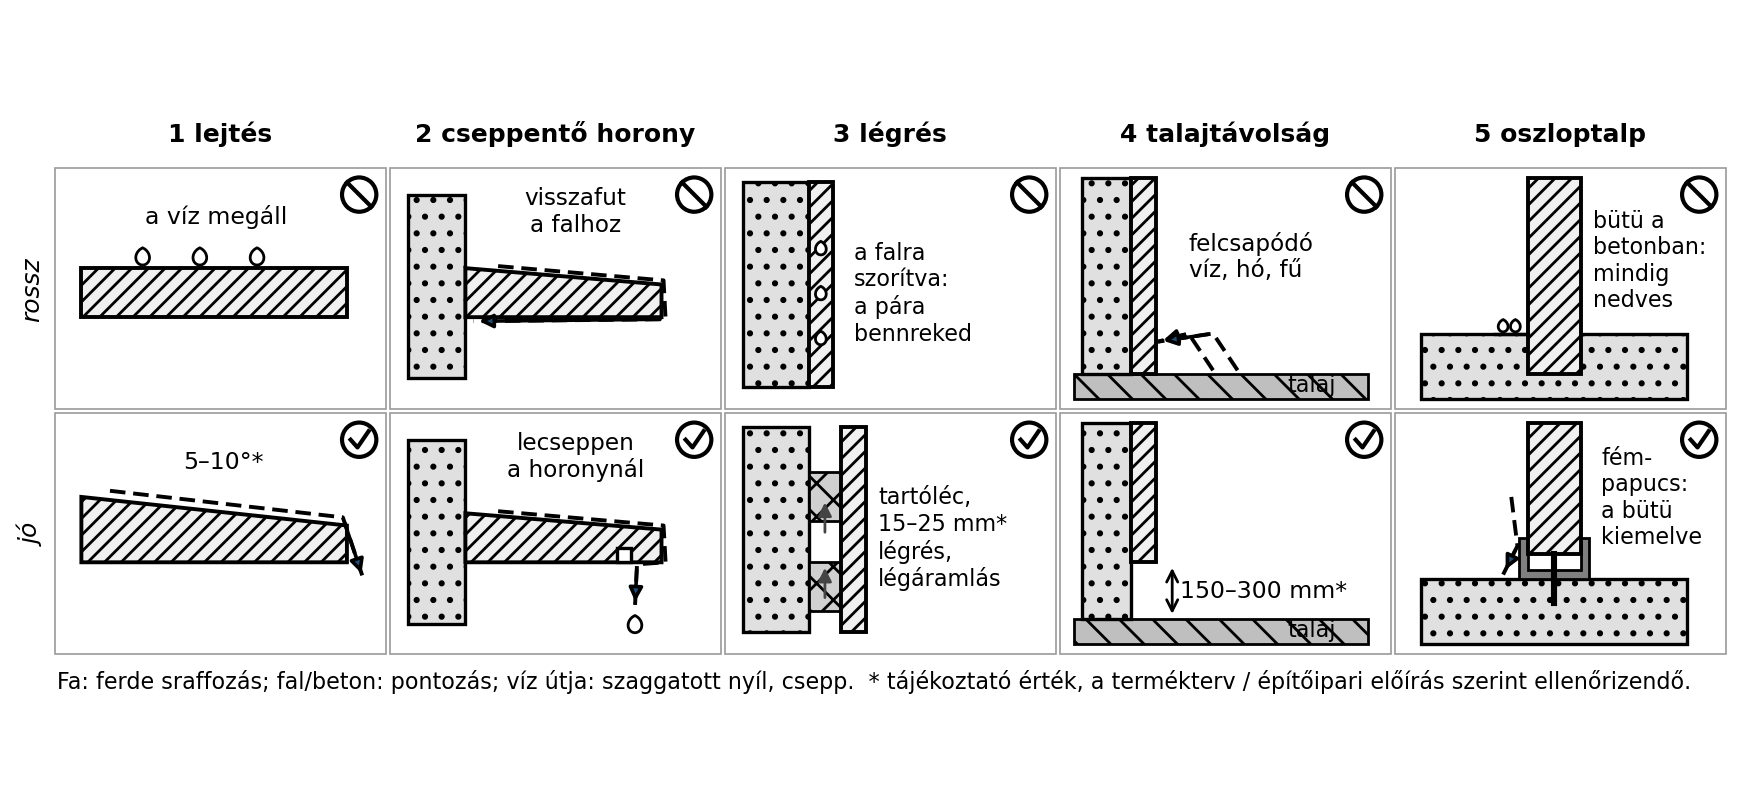 1 lejtés
2 cseppentő horony
3 légrés
4 talajtávolság
5 oszloptalp
rossz
a víz megáll
visszafut
a falhoz
a falra
szorítva:
a pára
bennreked
felcsapódó
víz, hó, fű
talaj
bütü a
betonban:
mindig
nedves
jó
5–10°*
lecseppen
a horonynál
tartóléc,
15–25 mm*
légrés,
légáramlás
150–300 mm*
talaj
fém-
papucs:
a bütü
kiemelve
Fa: ferde sraffozás; fal/beton: pontozás; víz útja: szaggatott nyíl, csepp.  * tájékoztató érték, a termékterv / építőipari előírás szerint ellenőrizendő.